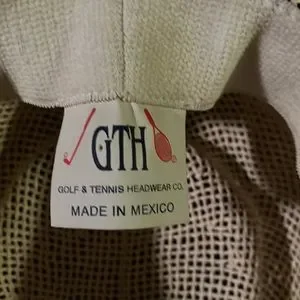 GTH
GOLF & TENNIS HEADWEAR CO.
MADE IN MEXICO